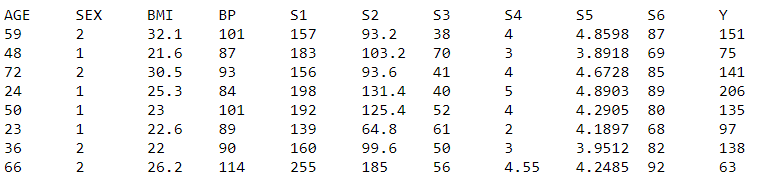 AGE SEX BMI BP S1 S2 S3 S4 S5 S6 Y
59 2 32.1 101 157 93.2 38 4 4.8598 87 151
48 1 21.6 87 183 103.2 70 3 3.8918 69 75
72 2 30.5 93 156 93.6 41 4 4.6728 85 141
24 1 25.3 84 198 131.4 40 5 4.8903 89 206
50 1 23 101 192 125.4 52 4 4.2905 80 135
23 1 22.6 89 139 64.8 61 2 4.1897 68 97
36 2 22 90 160 99.6 50 3 3.9512 82 138
66 2 26.2 114 255 185 56 4.55 4.2485 92 63